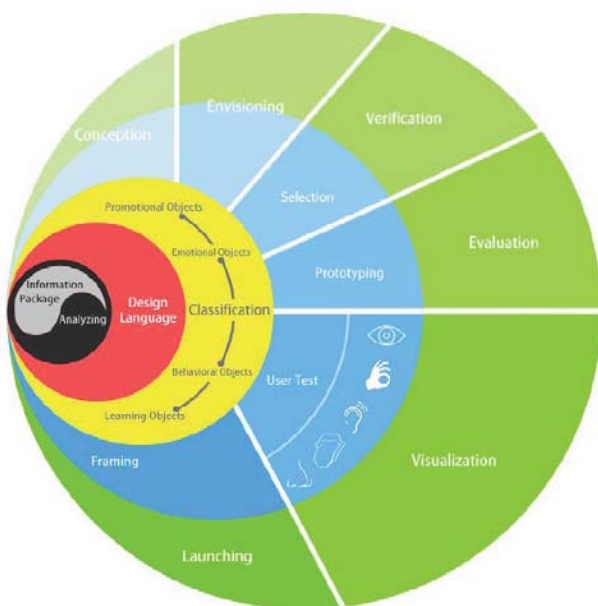 Envisioning
Verification
Conception
Selection
Promotional Objects
Evaluation
Emotional Objects
Prototyping
Information
Package
Design
Language
Classification
Analyzing
Behavioral Objects
User Test
Learning Objects
Framing
Visualization
Launching